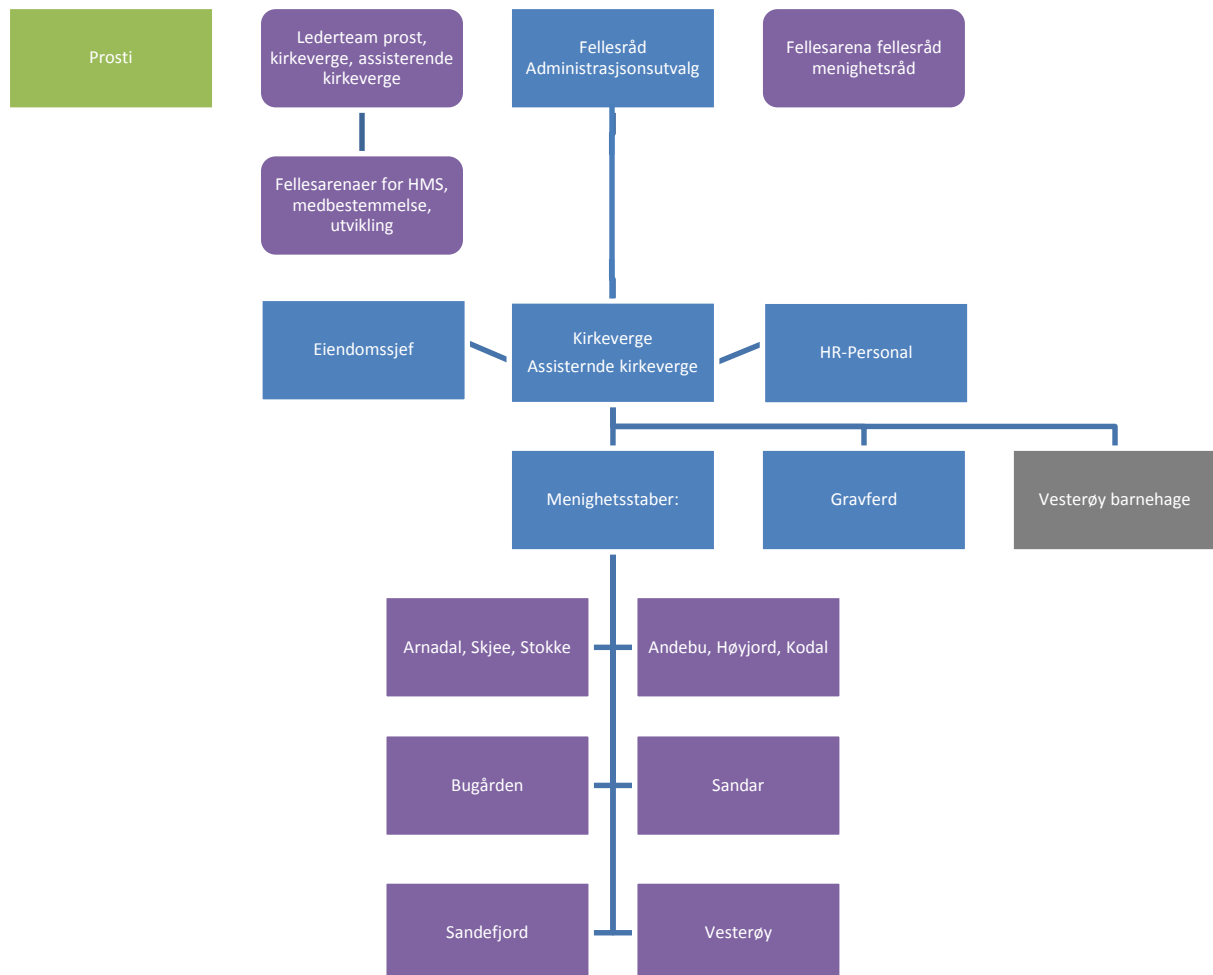 Prosti
Lederteam prost,
kirkeverge, assisterende
kirkeverge
Fellesråd
Administrasjonsutvalg
Fellesarena fellesråd
menighetsråd
Fellesarenaer for HMS,
medbestemmelse,
utvikling
Eiendomssjef
Kirkeverge
Assisternde kirkeverge
HR-Personal
Menighetsstaber:
Gravferd
Vesterøy barnehage
Arnadal, Skjee, Stokke
Andebu, Høyjord, Kodal
Bugården
Sandar
Sandefjord
Vesterøy